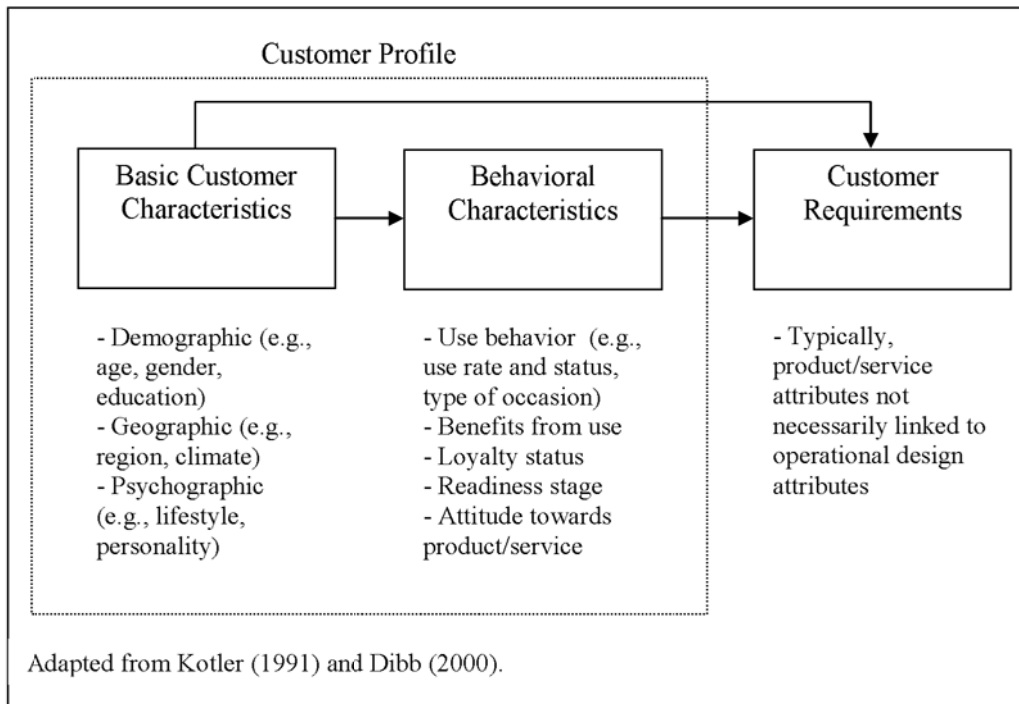 Customer Profile
Basic Customer
Characteristics
Behavioral
Characteristics
Customer
Requirements
- Demographic (e.g.,
age, gender,
education)
- Geographic (e.g.,
region, climate)
- Psychographic
(e.g., lifestyle,
personality)
- Use behavior  (e.g.,
use rate and status,
type of occasion)
- Benefits from use
- Loyalty status
- Readiness stage
- Attitude towards
product/service
- Typically,
product/service
attributes not
necessarily linked to
operational design
attributes
Adapted from Kotler (1991) and Dibb (2000).